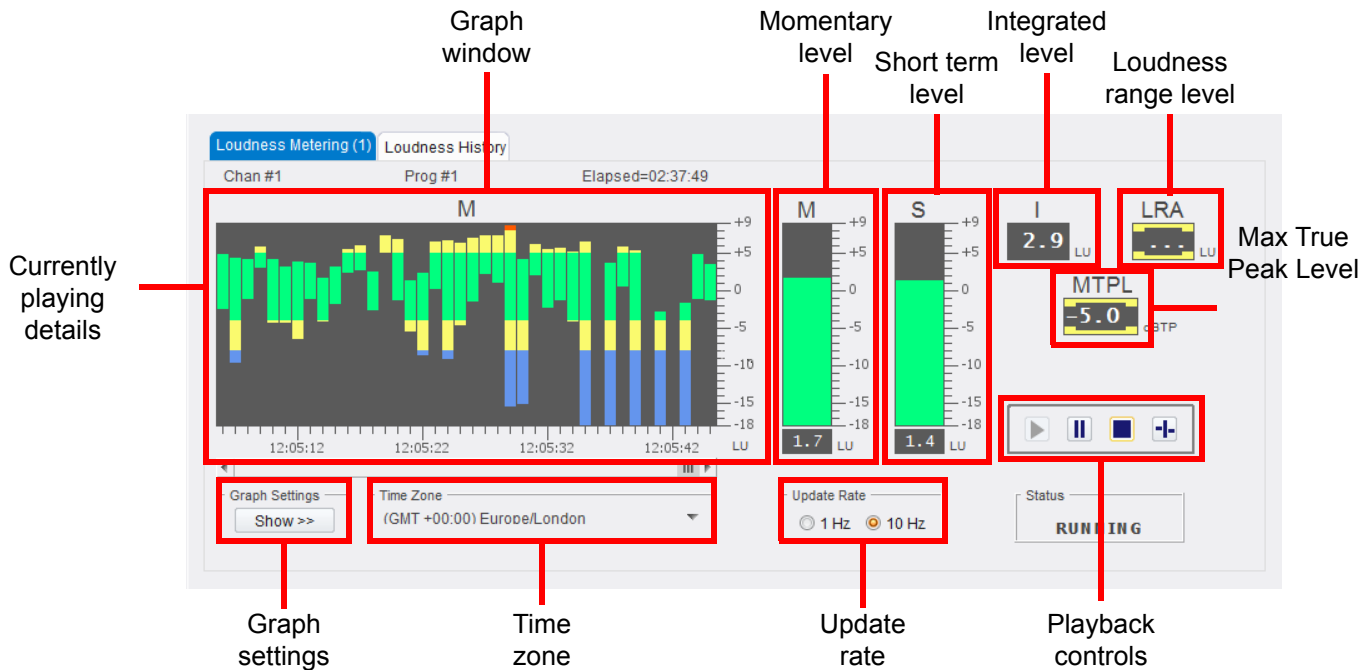 Graph
window
Momentary
level
Integrated
level
Short term
level
Loudness
range level
Loudness Metering (1)
Loudness History
Chan #1
Prog #1
Elapsed=02:37:49
M
+9
+5
0
-5
-10
-15
-18
LU
12:05:12
12:05:22
12:05:32
12:05:42
M
+9
+5
0
-5
-10
-15
-18
1.7
LU
S
+9
+5
0
-5
-10
-15
-18
1.4
LU
I
2.9
LU
LRA
...
LU
MTPL
-5.0
dBTP
Max True
Peak Level
Currently
playing
details
Graph Settings
Show >>
Time Zone
(GMT +00:00) Europe/London
Update Rate
1 Hz
10 Hz
Status
RUNNING
Graph
settings
Time
zone
Update
rate
Playback
controls